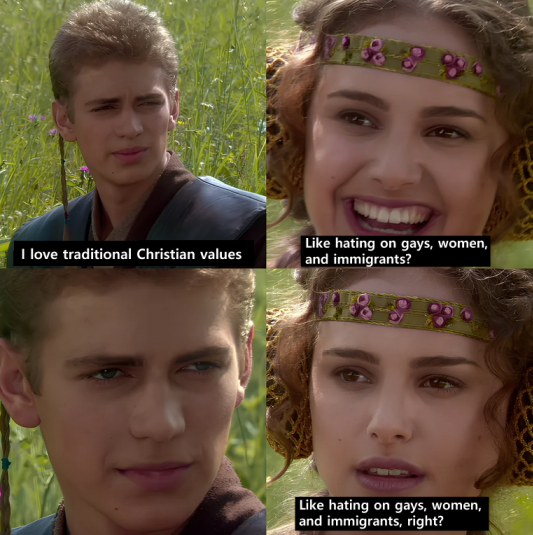 I love traditional Christian values
Like hating on gays, women,
and immigrants?
Like hating on gays, women,
and immigrants, right?